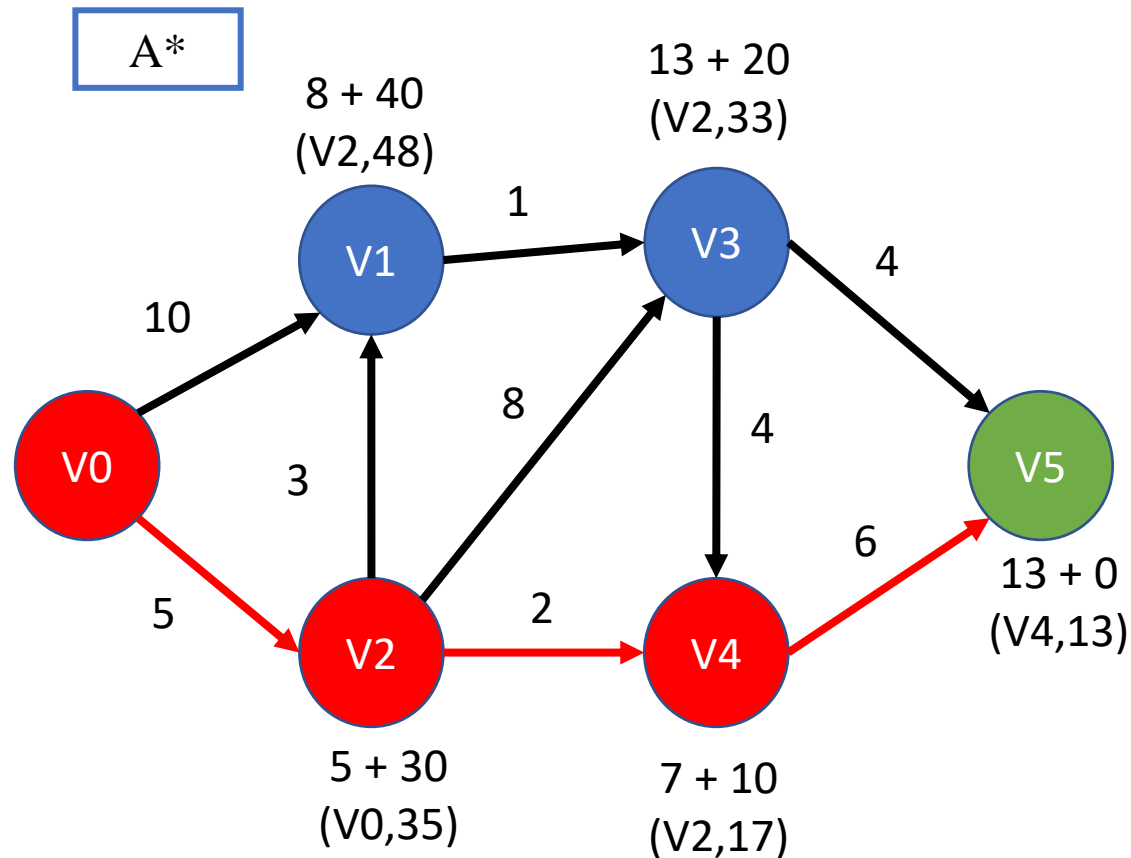 A*
8 + 40
(V2,48)
13 + 20
(V2,33)
V1
1
V3
4
10
V0
3
8
4
V5
5
V2
2
V4
6
13 + 0
(V4,13)
5 + 30
(V0,35)
7 + 10
(V2,17)